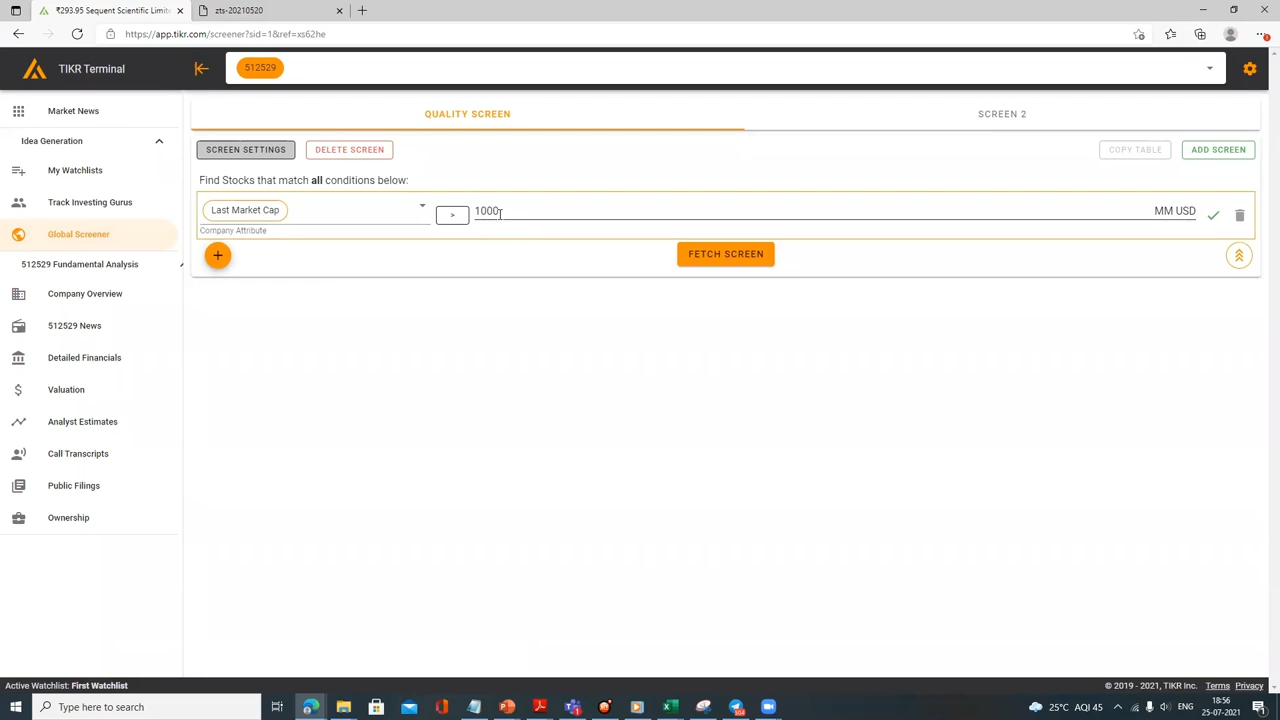 ₹293.95 Sequent Scientific Limite
zts-20210520
https://app.tikr.com/screener?sid=1&ref=xs62he
TIKR Terminal
512529
Market News
Idea Generation
My Watchlists
Track Investing Gurus
Global Screener
512529 Fundamental Analysis
Company Overview
512529 News
Detailed Financials
Valuation
Analyst Estimates
Call Transcripts
Public Filings
Ownership
QUALITY SCREEN
SCREEN 2
SCREEN SETTINGS
DELETE SCREEN
COPY TABLE
ADD SCREEN
Find Stocks that match all conditions below:
Last Market Cap
>
1000
MM USD
Company Attribute
+
FETCH SCREEN
Active Watchlist: First Watchlist
© 2019 - 2021, TIKR Inc. Terms Privacy
Type here to search
25°C AQI 45
18:56
25-07-2021